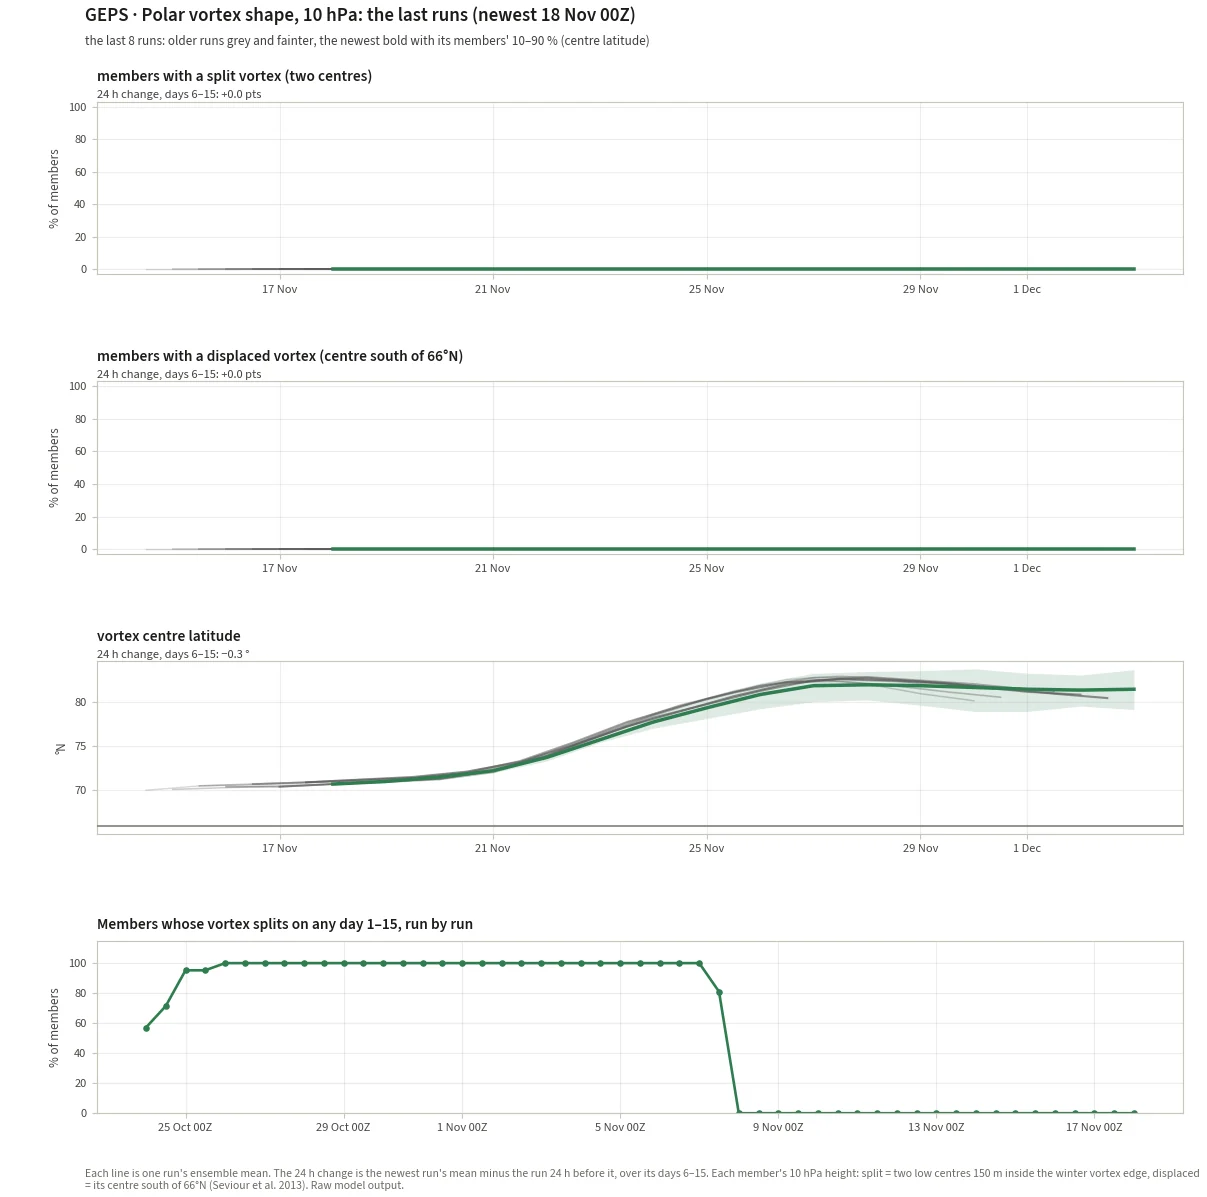 GEPS · Polar vortex shape, 10 hPa: the last runs (newest 18 Nov 00Z)
the last 8 runs: older runs grey and fainter, the newest bold with its members' 10–90 % (centre latitude)
members with a split vortex (two centres)
24 h change, days 6–15: +0.0 pts
100
80
60
40
20
0
% of members
17 Nov
21 Nov
25 Nov
29 Nov
1 Dec
members with a displaced vortex (centre south of 66°N)
24 h change, days 6–15: +0.0 pts
100
80
60
40
20
0
% of members
17 Nov
21 Nov
25 Nov
29 Nov
1 Dec
vortex centre latitude
24 h change, days 6–15: −0.3 °
80
75
70
°N
17 Nov
21 Nov
25 Nov
29 Nov
1 Dec
Members whose vortex splits on any day 1–15, run by run
100
80
60
40
20
0
% of members
25 Oct 00Z
29 Oct 00Z
1 Nov 00Z
5 Nov 00Z
9 Nov 00Z
13 Nov 00Z
17 Nov 00Z
Each line is one run's ensemble mean. The 24 h change is the newest run's mean minus the run 24 h before it, over its days 6–15. Each member's 10 hPa height: split = two low centres 150 m inside the winter vortex edge, displaced
= its centre south of 66°N (Seviour et al. 2013). Raw model output.